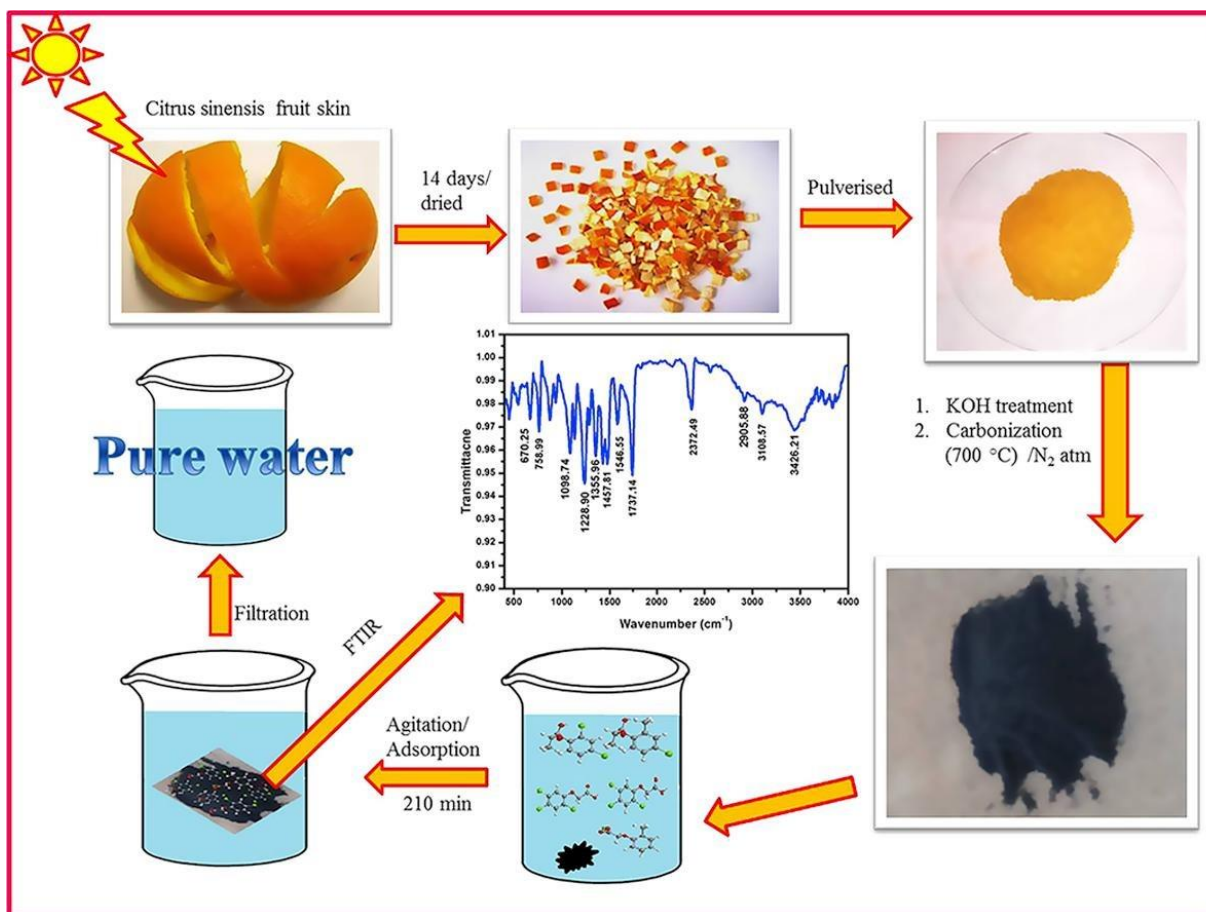 Citrus sinensis fruit skin
14 days/
dried
Pulverised
1. KOH treatment
2. Carbonization
(700 °C) /N₂ atm
Pure water
Transmittacne
1.01
1.00
0.99
0.98
0.97
0.96
0.95
0.94
0.93
0.92
0.91
0.90
670.25
758.99
1098.74
1228.90
1355.96
1457.81
1546.55
1737.14
2372.49
2905.88
3108.57
3426.21
500 1000 1500 2000 2500 3000 3500 4000
Wavenumber (cm⁻¹)
Filtration
FTIR
Agitation/
Adsorption
210 min